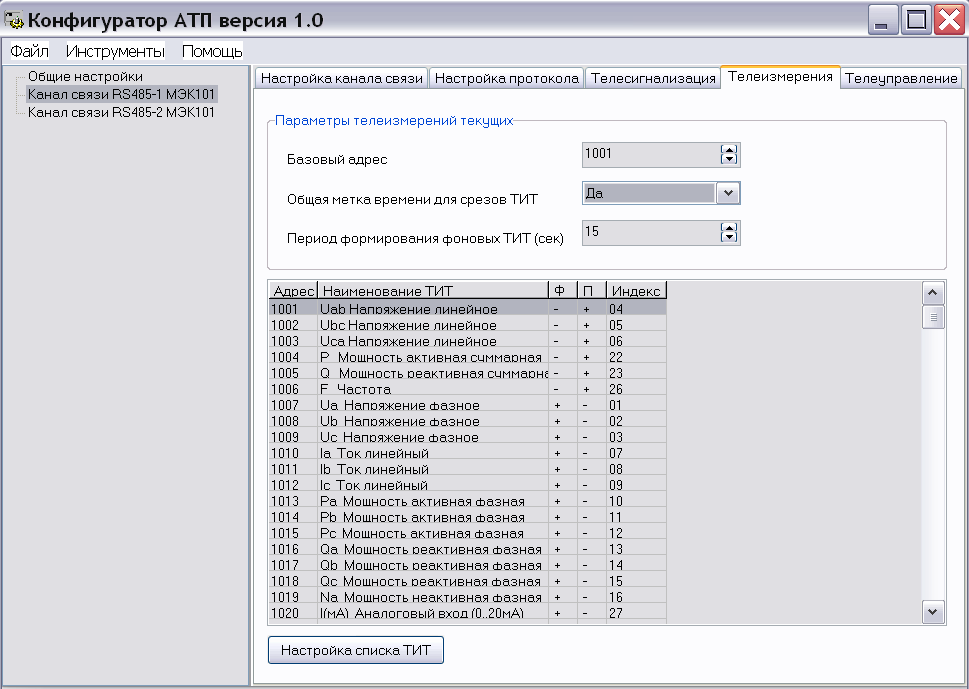 Конфигуратор АТП версия 1.0
Файл Инструменты Помощь
Общие настройки
Канал связи RS485-1 МЭК101
Канал связи RS485-2 МЭК101
Настройка канала связи Настройка протокола Телесигнализация Телеизмерения Телеуправление
Параметры телеизмерений текущих
Базовый адрес 1001
Общая метка времени для срезов ТИТ Да
Период формирования фоновых ТИТ (сек) 15
Адрес Наименование ТИТ Ф П Индекс
1001 Uab Напряжение линейное - + 04
1002 Ubc Напряжение линейное - + 05
1003 Uca Напряжение линейное - + 06
1004 P Мощность активная суммарная - + 22
1005 Q Мощность реактивная суммарна - + 23
1006 F Частота - + 26
1007 Ua Напряжение фазное + - 01
1008 Ub Напряжение фазное + - 02
1009 Uc Напряжение фазное + - 03
1010 Ia Ток линейный + - 07
1011 Ib Ток линейный + - 08
1012 Ic Ток линейный + - 09
1013 Pa Мощность активная фазная + - 10
1014 Pb Мощность активная фазная + - 11
1015 Pc Мощность активная фазная + - 12
1016 Qa Мощность реактивная фазная + - 13
1017 Qb Мощность реактивная фазная + - 14
1018 Qc Мощность реактивная фазная + - 15
1019 Na Мощность неактивная фазная + - 16
1020 I(мА) Аналоговый вход (0..20мА) + - 27
Настройка списка ТИТ